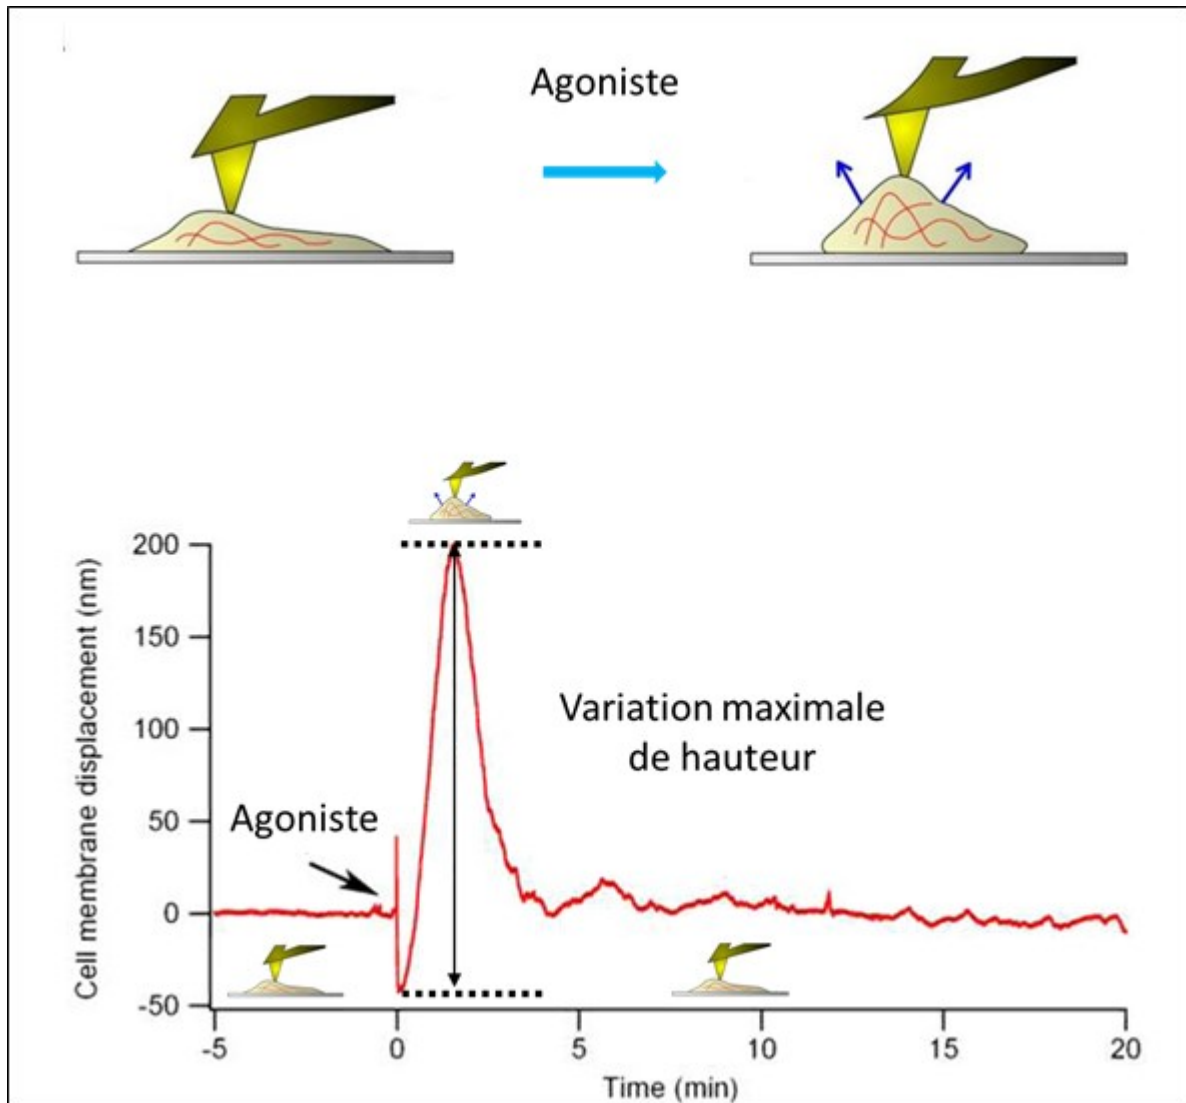 Agoniste
Cell membrane displacement (nm)
200
150
100
50
0
-50
Agoniste
Variation maximale
de hauteur
-5
0
5
10
15
20
Time (min)